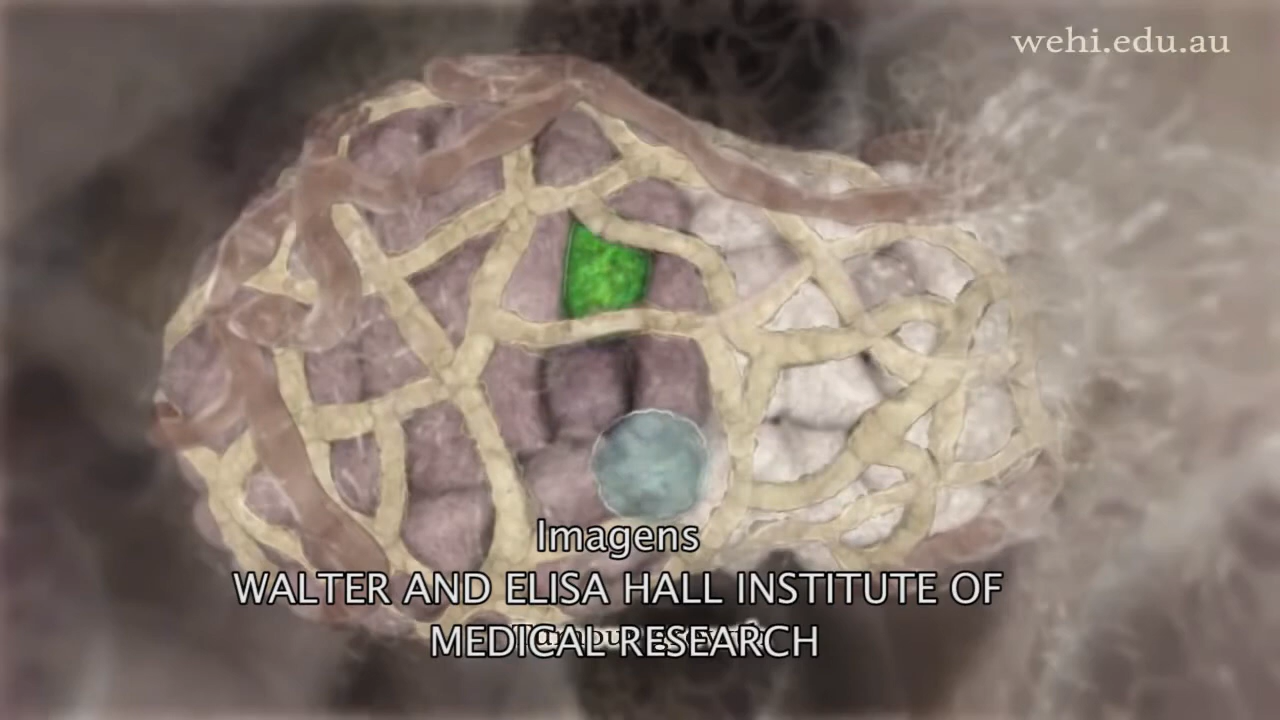 wehi.edu.au
Imagens
WALTER AND ELISA HALL INSTITUTE OF
MEDICAL RESEARCH